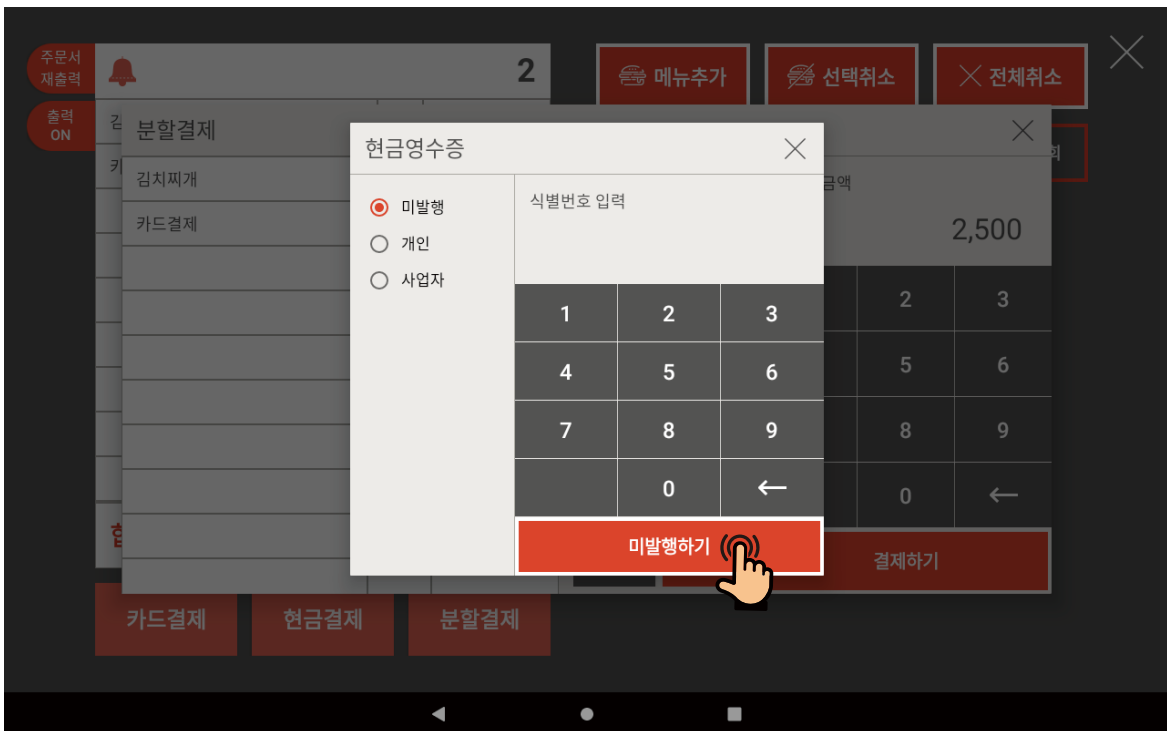 주문서
재출력
출력
ON
2
메뉴추가
선택취소
전체취소
분할결제
김치찌개
카드결제
금액
2,500
2 3
5 6
8 9
0 ←
결제하기
현금영수증
미발행
개인
사업자
식별번호 입력
1 2 3
4 5 6
7 8 9
0 ←
미발행하기
카드결제
현금결제
분할결제